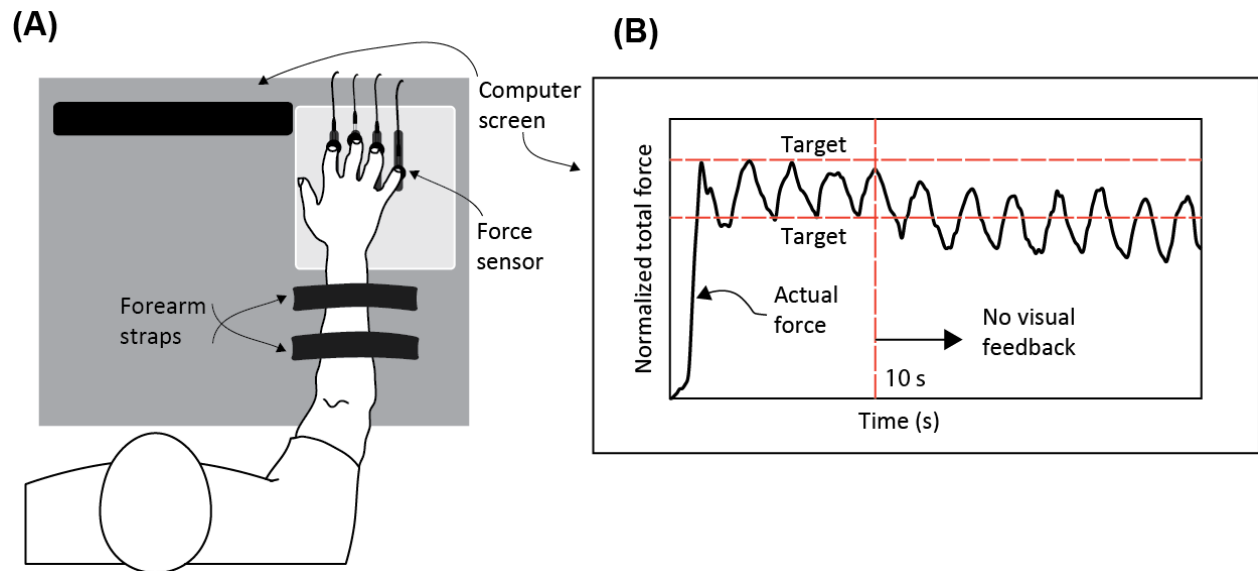 (A)
Computer
screen
Force
sensor
Forearm
straps
(B)
Normalized total force
Target
Target
Actual
force
No visual
feedback
10 s
Time (s)